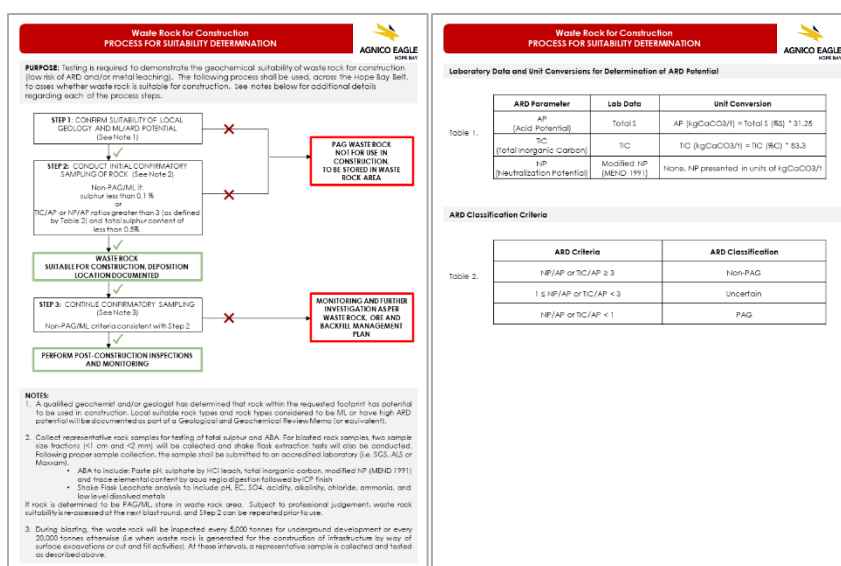 Waste Rock for Construction
PROCESS FOR SUITABILITY DETERMINATION
AGNICO EAGLE
HOPE BAY
PURPOSE: Testing is required to demonstrate the geochemical suitability of waste rock for construction
(low risk of ARD and/or metal leaching). The following process shall be used, across the Hope Bay Belt,
to asses whether waste rock is suitable for construction. See notes below for additional details
regarding each of the process steps.
STEP 1: CONFIRM SUITABILITY OF LOCAL
GEOLOGY AND ML/ARD POTENTIAL
(See Note 1)
STEP 2: CONDUCT INITIAL CONFIRMATORY
SAMPLING OF ROCK (See Note 2)
Non-PAG/ML if:
sulphur less than 0.1 %
or
TIC/AP or NP/AP ratios greater than 3 (as defined
by Table 2) and total sulphur content of
less than 0.5%
PAG WASTE ROCK
NOT FOR USE IN
CONSTRUCTION.
TO BE STORED IN WASTE
ROCK AREA
WASTE ROCK
SUITABLE FOR CONSTRUCTION, DEPOSITION
LOCATION DOCUMENTED
STEP 3: CONTINUE CONFIRMATORY SAMPLING
(See Note 3)
Non-PAG/ML criteria consistent with Step 2
MONITORING AND FURTHER
INVESTIGATION AS PER
WASTE ROCK, ORE AND
BACKFILL MANAGEMENT
PLAN
PERFORM POST-CONSTRUCTION INSPECTIONS
AND MONITORING
NOTES:
1. A qualified geochemist and/or geologist has determined that rock within the requested footprint has potential
to be used in construction. Local suitable rock types and rock types considered to be ML or have high ARD
potential will be documented as part of a Geological and Geochemical Review Memo (or equivalent).
2. Collect representative rock samples for testing of total sulphur and ABA. For blasted rock samples, two sample
size fractions (<1 cm and <2 mm) will be collected and shake flask extraction tests will also be conducted.
Following proper sample collection, the sample shall be submitted to an accredited laboratory (i.e. SGS, ALS or
Maxxam).
• ABA to include: Paste pH, sulphate by HCl leach, total inorganic carbon, modified NP (MEND 1991)
and trace elemental content by aqua regia digestion followed by ICP finish
• Shake Flask Leachate analysis to include pH, EC, SO4, acidity, alkalinity, chloride, ammonia, and
low level dissolved metals
If rock is determined to be PAG/ML, store in waste rock area. Subject to professional judgement, waste rock
suitability is re-assessed at the next blast round, and Step 2 can be repeated prior to use.
3. During blasting, the waste rock will be inspected every 5,000 tonnes for underground development or every
20,000 tonnes otherwise (i.e when waste rock is generated for the construction of infrastructure by way of
surface excavations or cut and fill activities). At these intervals, a representative sample is collected and tested
as described above.
Waste Rock for Construction
PROCESS FOR SUITABILITY DETERMINATION
AGNICO EAGLE
HOPE BAY
Laboratory Data and Unit Conversions for Determination of ARD Potential
Table 1.
ARD Parameter Lab Data Unit Conversion
AP
(Acid Potential) Total S AP (kgCaCO3/t) = Total S (%S) * 31.25
TIC
(Total Inorganic Carbon) TIC TIC (kgCaCO3/t) = TIC (%C) * 83.3
NP
(Neutralization Potential) Modified NP
(MEND 1991) None, NP presented in units of kgCaCO3/t
ARD Classification Criteria
Table 2.
ARD Criteria ARD Classification
NP/AP or TIC/AP ≥ 3 Non-PAG
1 ≤ NP/AP or TIC/AP < 3 Uncertain
NP/AP or TIC/AP < 1 PAG